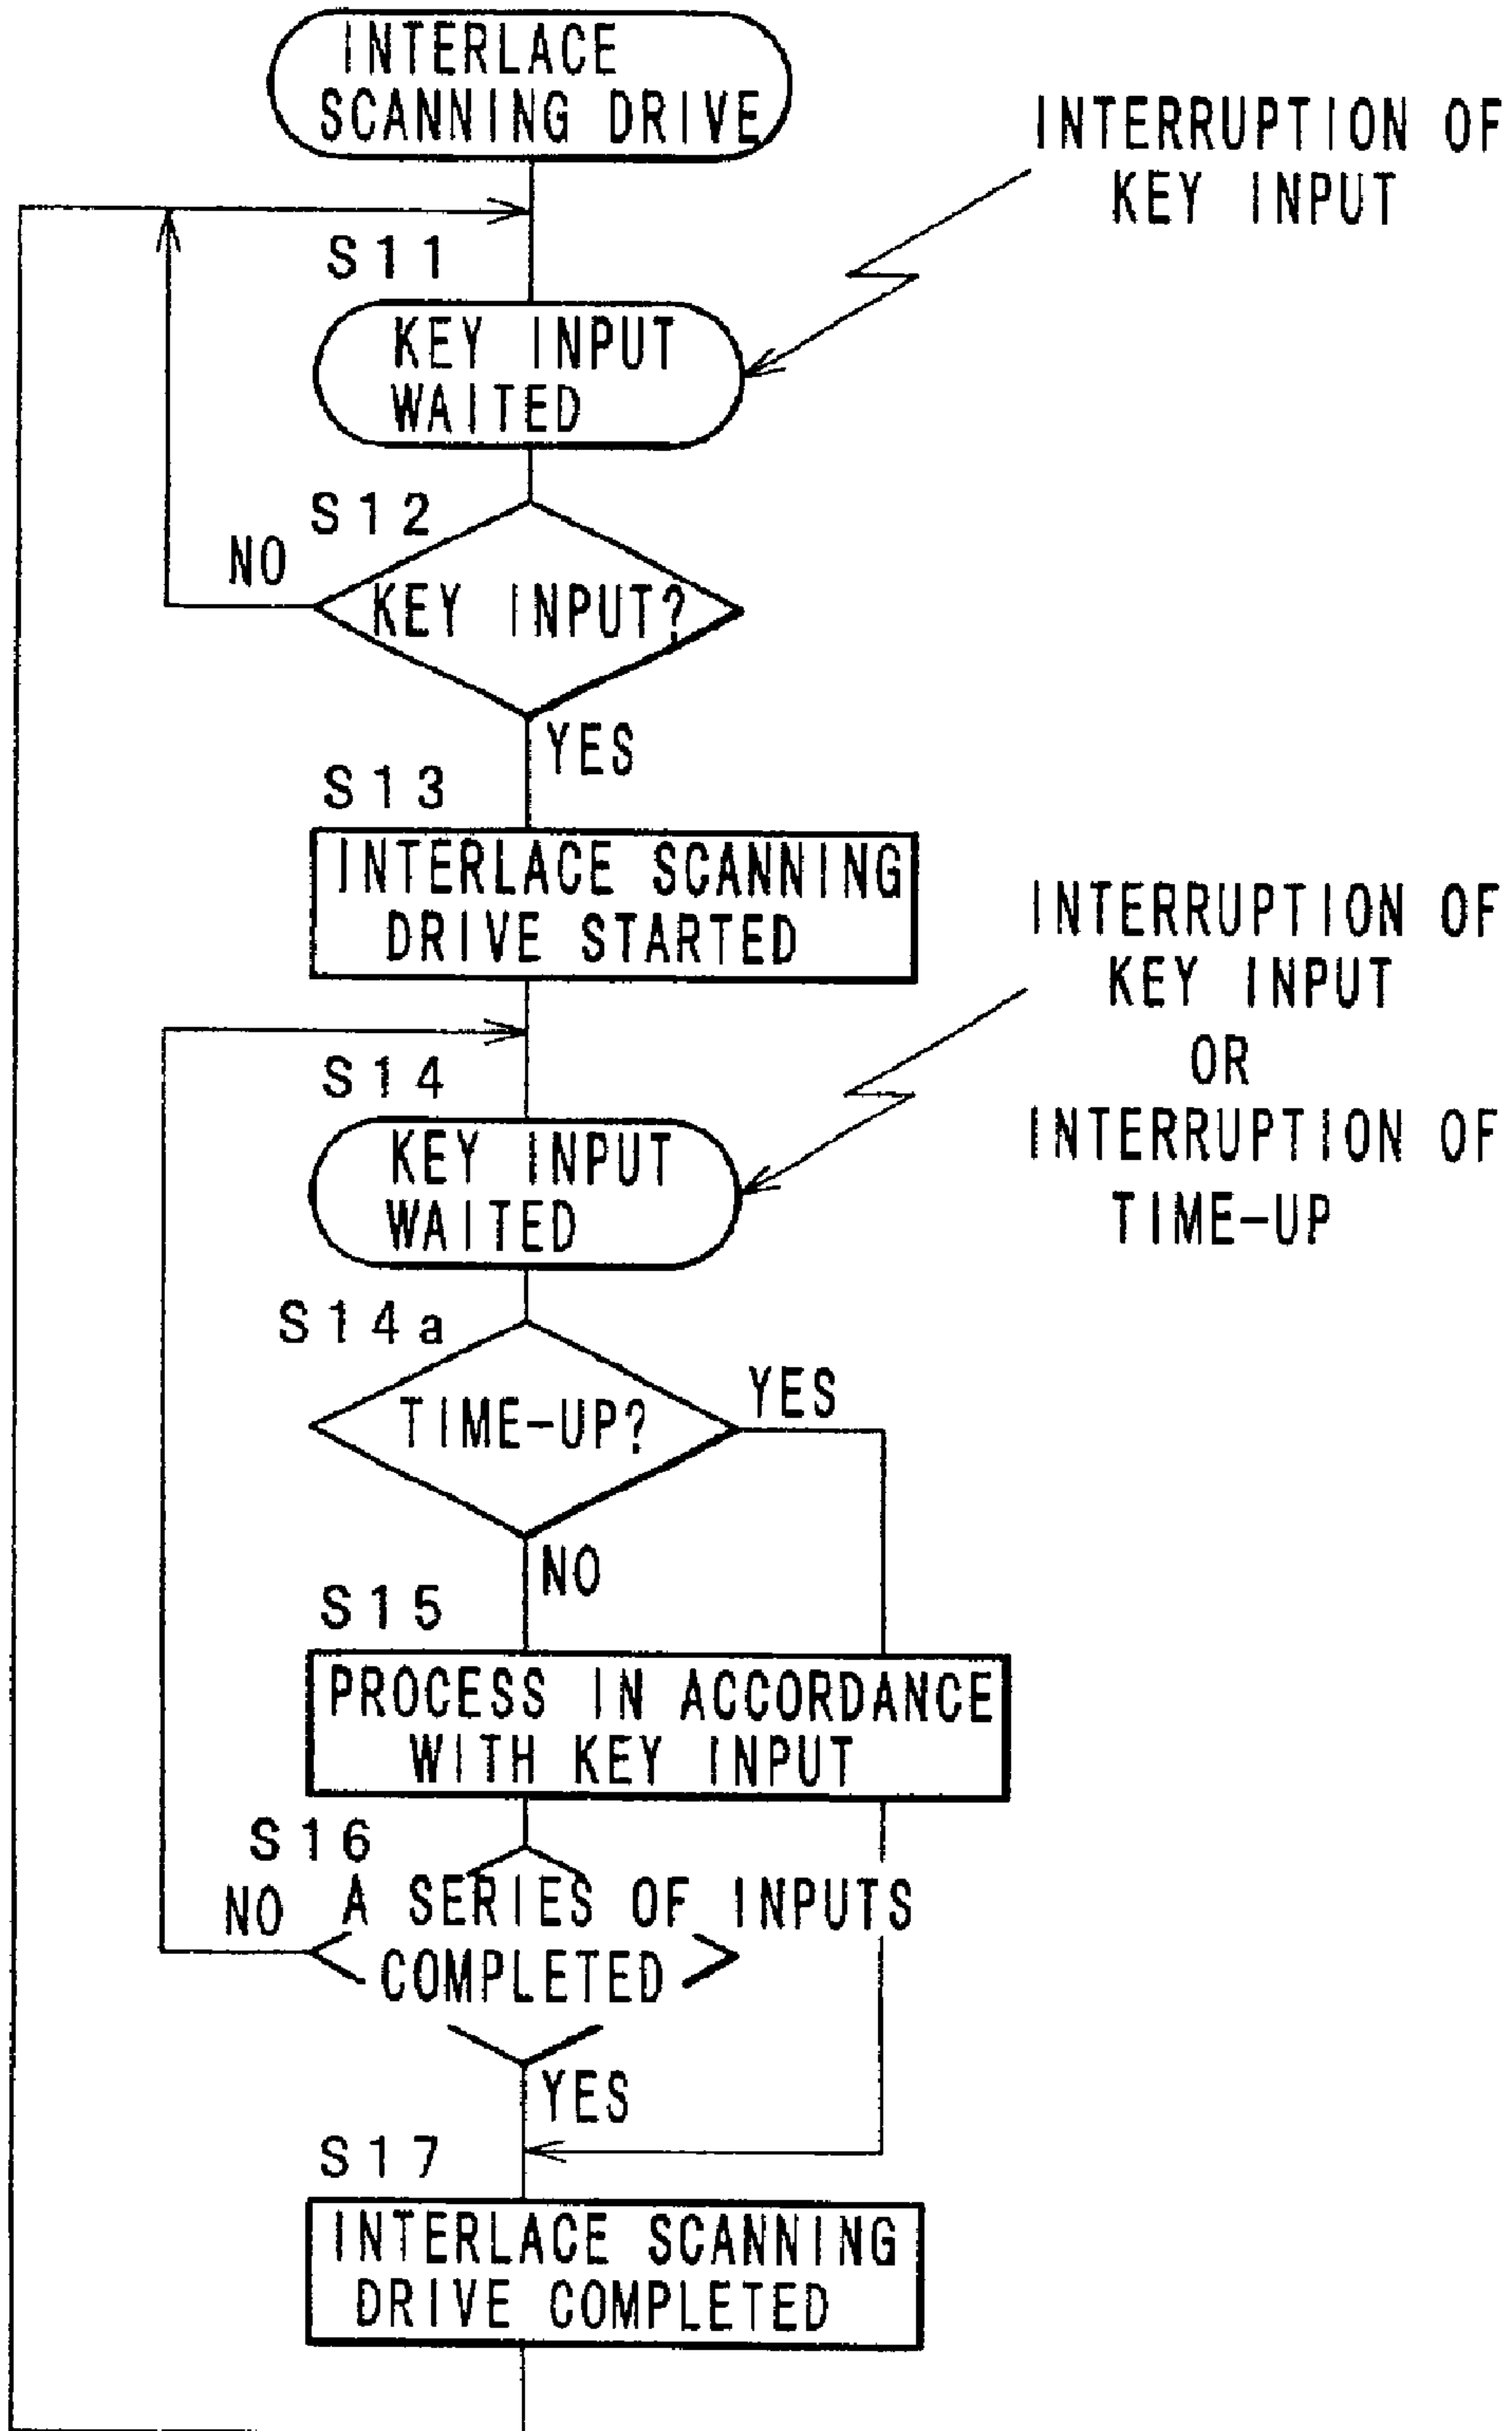 INTERLACE
SCANNING DRIVE
INTERRUPTION OF
KEY INPUT
S11
KEY INPUT
WAITED
S12
NO
KEY INPUT?
YES
S13
INTERLACE SCANNING
DRIVE STARTED
INTERRUPTION OF
KEY INPUT
OR
INTERRUPTION OF
TIME-UP
S14
KEY INPUT
WAITED
S14a
YES
TIME-UP?
NO
S15
PROCESS IN ACCORDANCE
WITH KEY INPUT
S16
NO
A SERIES OF INPUTS
COMPLETED
YES
S17
INTERLACE SCANNING
DRIVE COMPLETED